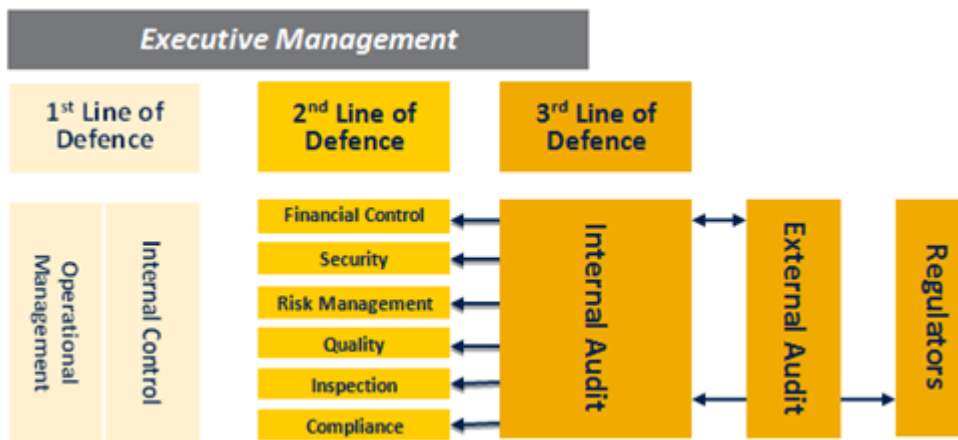 Executive Management
1st Line of
Defence
2nd Line of
Defence
3rd Line of
Defence
Operational
Management
Internal Control
Financial Control
Security
Risk Management
Quality
Inspection
Compliance
Internal Audit
External Audit
Regulators